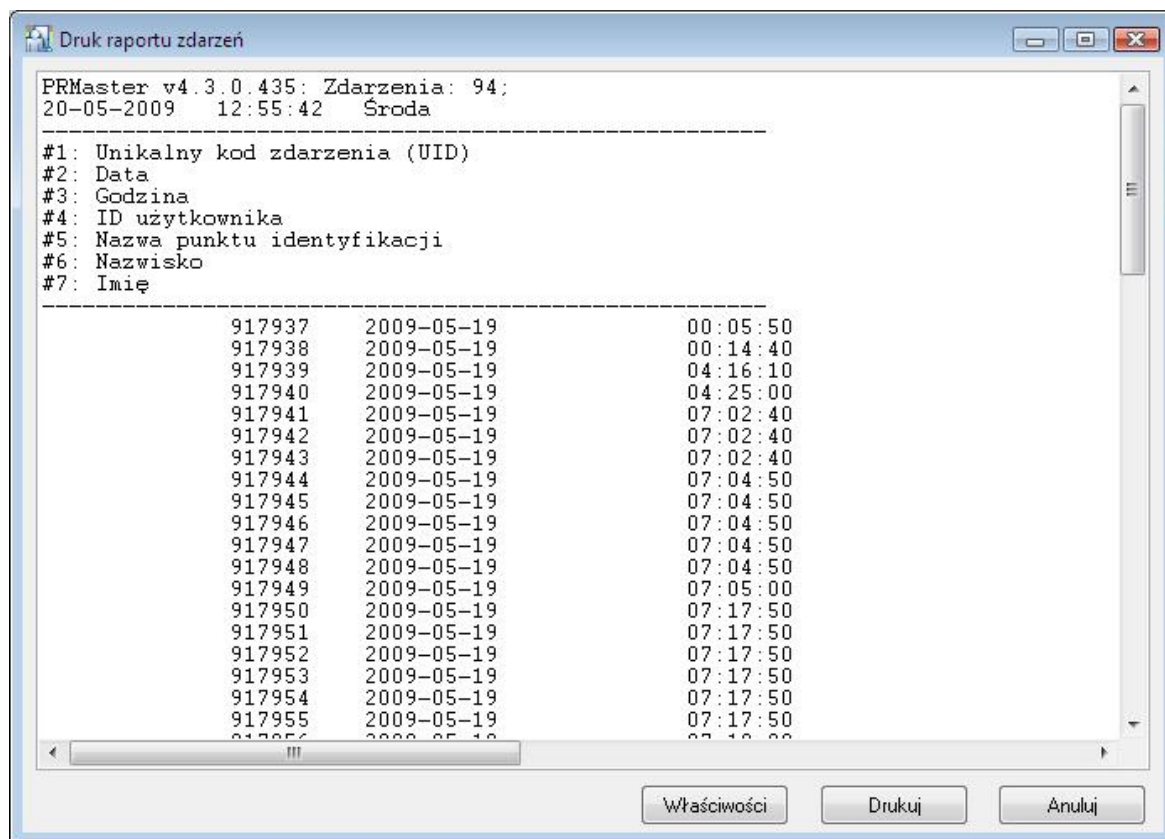 Druk raportu zdarzeń
PRMaster v4.3.0.435: Zdarzenia: 94;
20-05-2009 12:55:42 Środa
#1: Unikalny kod zdarzenia (UID)
#2: Data
#3: Godzina
#4: ID użytkownika
#5: Nazwa punktu identyfikacji
#6: Nazwisko
#7: Imię
917937 2009-05-19 00:05:50
917938 2009-05-19 00:14:40
917939 2009-05-19 04:16:10
917940 2009-05-19 04:25:00
917941 2009-05-19 07:02:40
917942 2009-05-19 07:02:40
917943 2009-05-19 07:02:40
917944 2009-05-19 07:04:50
917945 2009-05-19 07:04:50
917946 2009-05-19 07:04:50
917947 2009-05-19 07:04:50
917948 2009-05-19 07:04:50
917949 2009-05-19 07:05:00
917950 2009-05-19 07:17:50
917951 2009-05-19 07:17:50
917952 2009-05-19 07:17:50
917953 2009-05-19 07:17:50
917954 2009-05-19 07:17:50
917955 2009-05-19 07:17:50
Właściwości Drukuj Anuluj